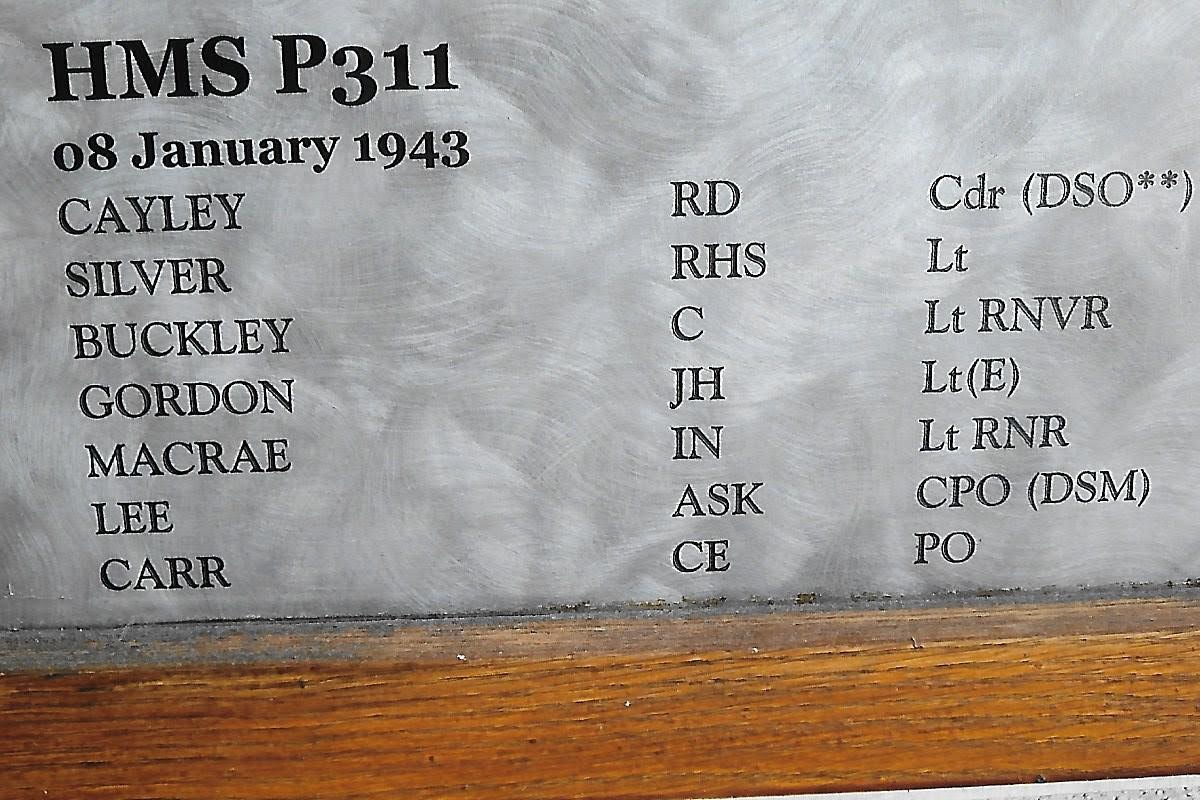 HMS P311
08 January 1943
CAYLEY RD Cdr (DSO**)
SILVER RHS Lt
BUCKLEY C Lt RNVR
GORDON JH Lt(E)
MACRAE IN Lt RNR
LEE ASK CPO (DSM)
CARR CE PO